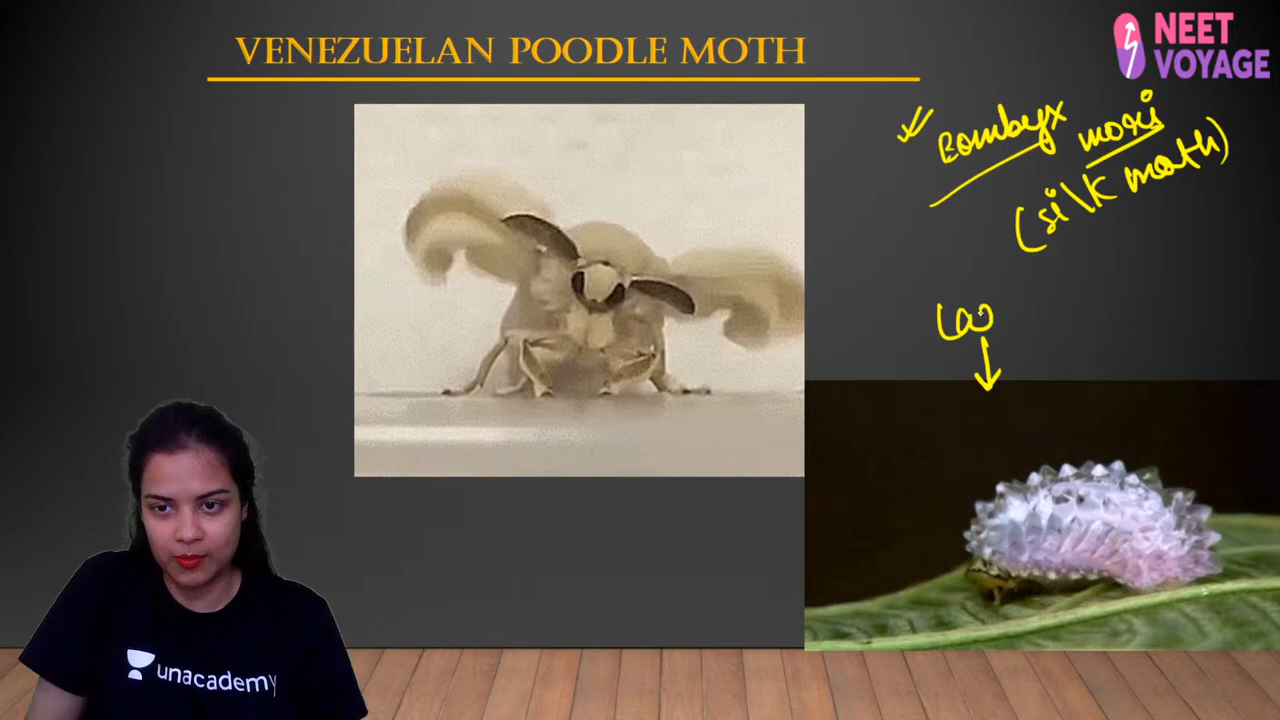 VENEZUELAN POODLE MOTH
NEET
VOYAGE
Bombyx mori
(silk moth)
unacademy